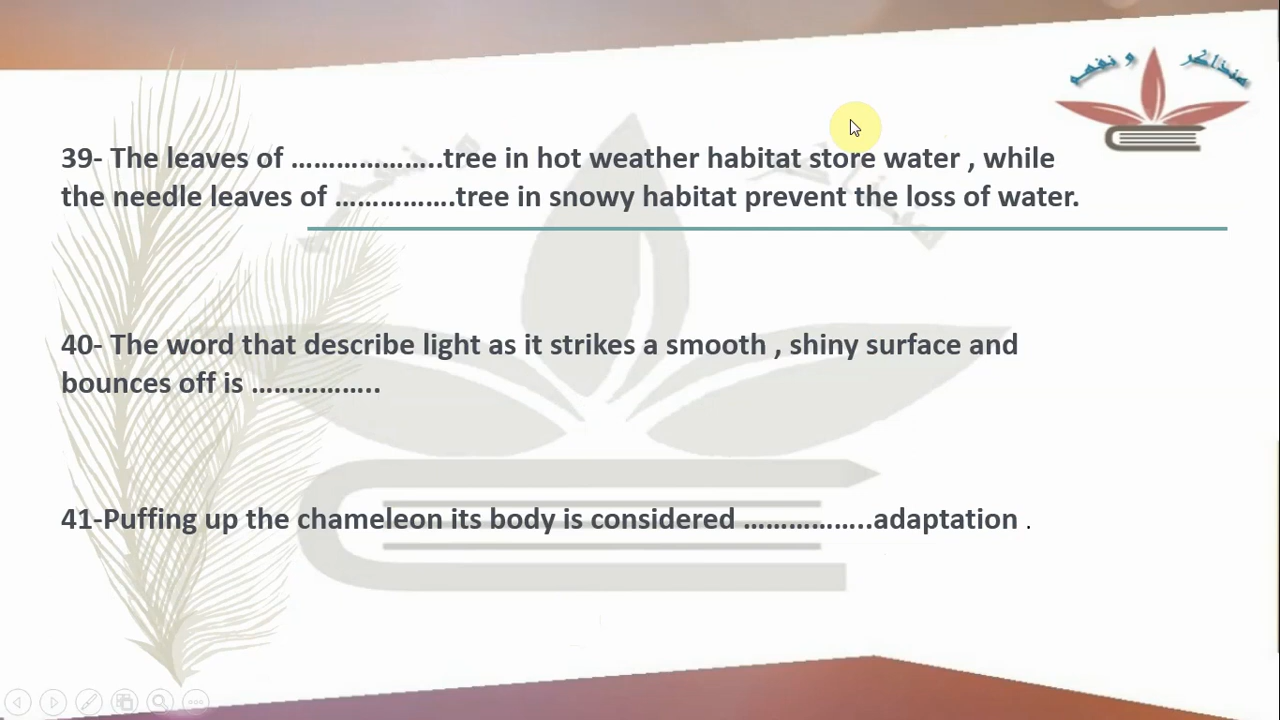 منذاكر و نفهم
39- The leaves of ………………..tree in hot weather habitat store water , while
the needle leaves of …………….tree in snowy habitat prevent the loss of water.
40- The word that describe light as it strikes a smooth , shiny surface and
bounces off is ……………..
41-Puffing up the chameleon its body is considered ……………..adaptation .